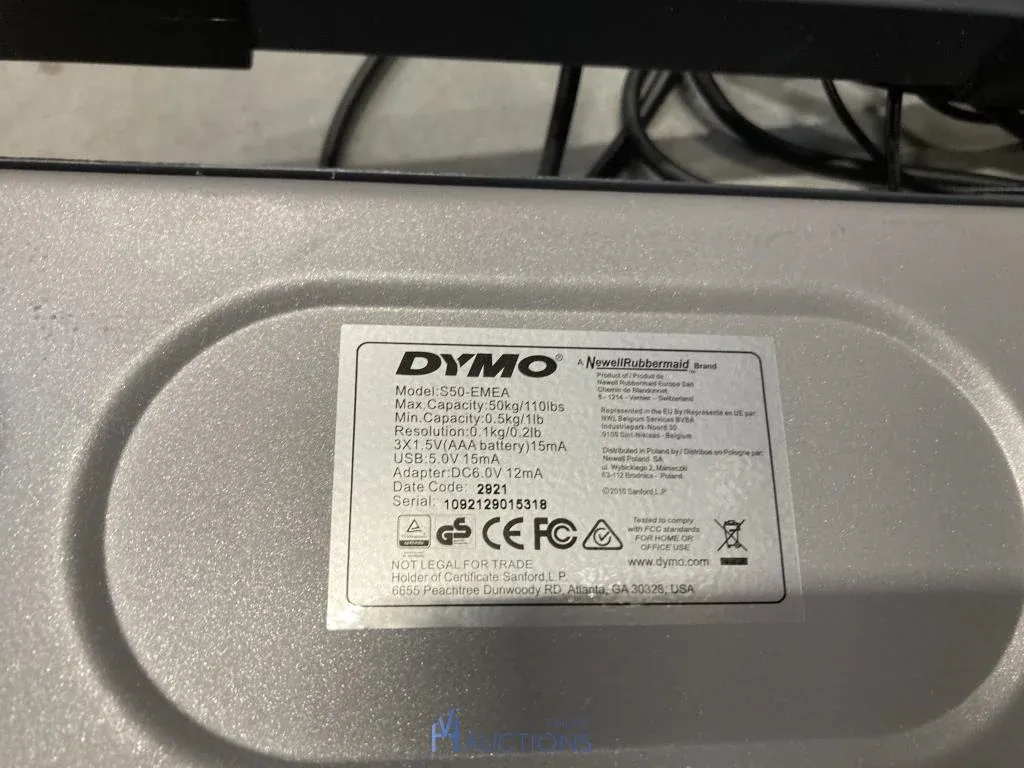 DYMO®
A NewellRubbermaid™ Brand
Model:S50-EMEA
Max.Capacity:50kg/110lbs
Min.Capacity:0.5kg/1lb
Resolution:0.1kg/0.2lb
3X1.5V(AAA battery)15mA
USB:5.0V 15mA
Adapter:DC6.0V 12mA
Date Code: 2921
Serial: 1092129015318
Product of / Produit de :
Newell Rubbermaid Europe Sàrl
Chemin de Blandonnet,
- 1214 - Vernier - Switzerland
Represented in the EU By/Représenté en UE par:
NWL Belgium Services BVBA
Industriepark-Noord 30
9100 Sint-Niklaas - Belgium
Distributed in Poland by / Distribué en Pologne par:
Newell Poland SA
ul. Wybickiego 2,
63-112 Brodnica - Poland
©2010 Sanford,L.P.
GS
CE FC
Tested to comply
with FCC standards
FOR HOME OR
OFFICE USE
www.dymo.com
NOT LEGAL FOR TRADE
Holder of Certificate:Sanford,L.P.
6655 Peachtree Dunwoody RD, Atlanta, GA 30328, USA
AUCTIONS